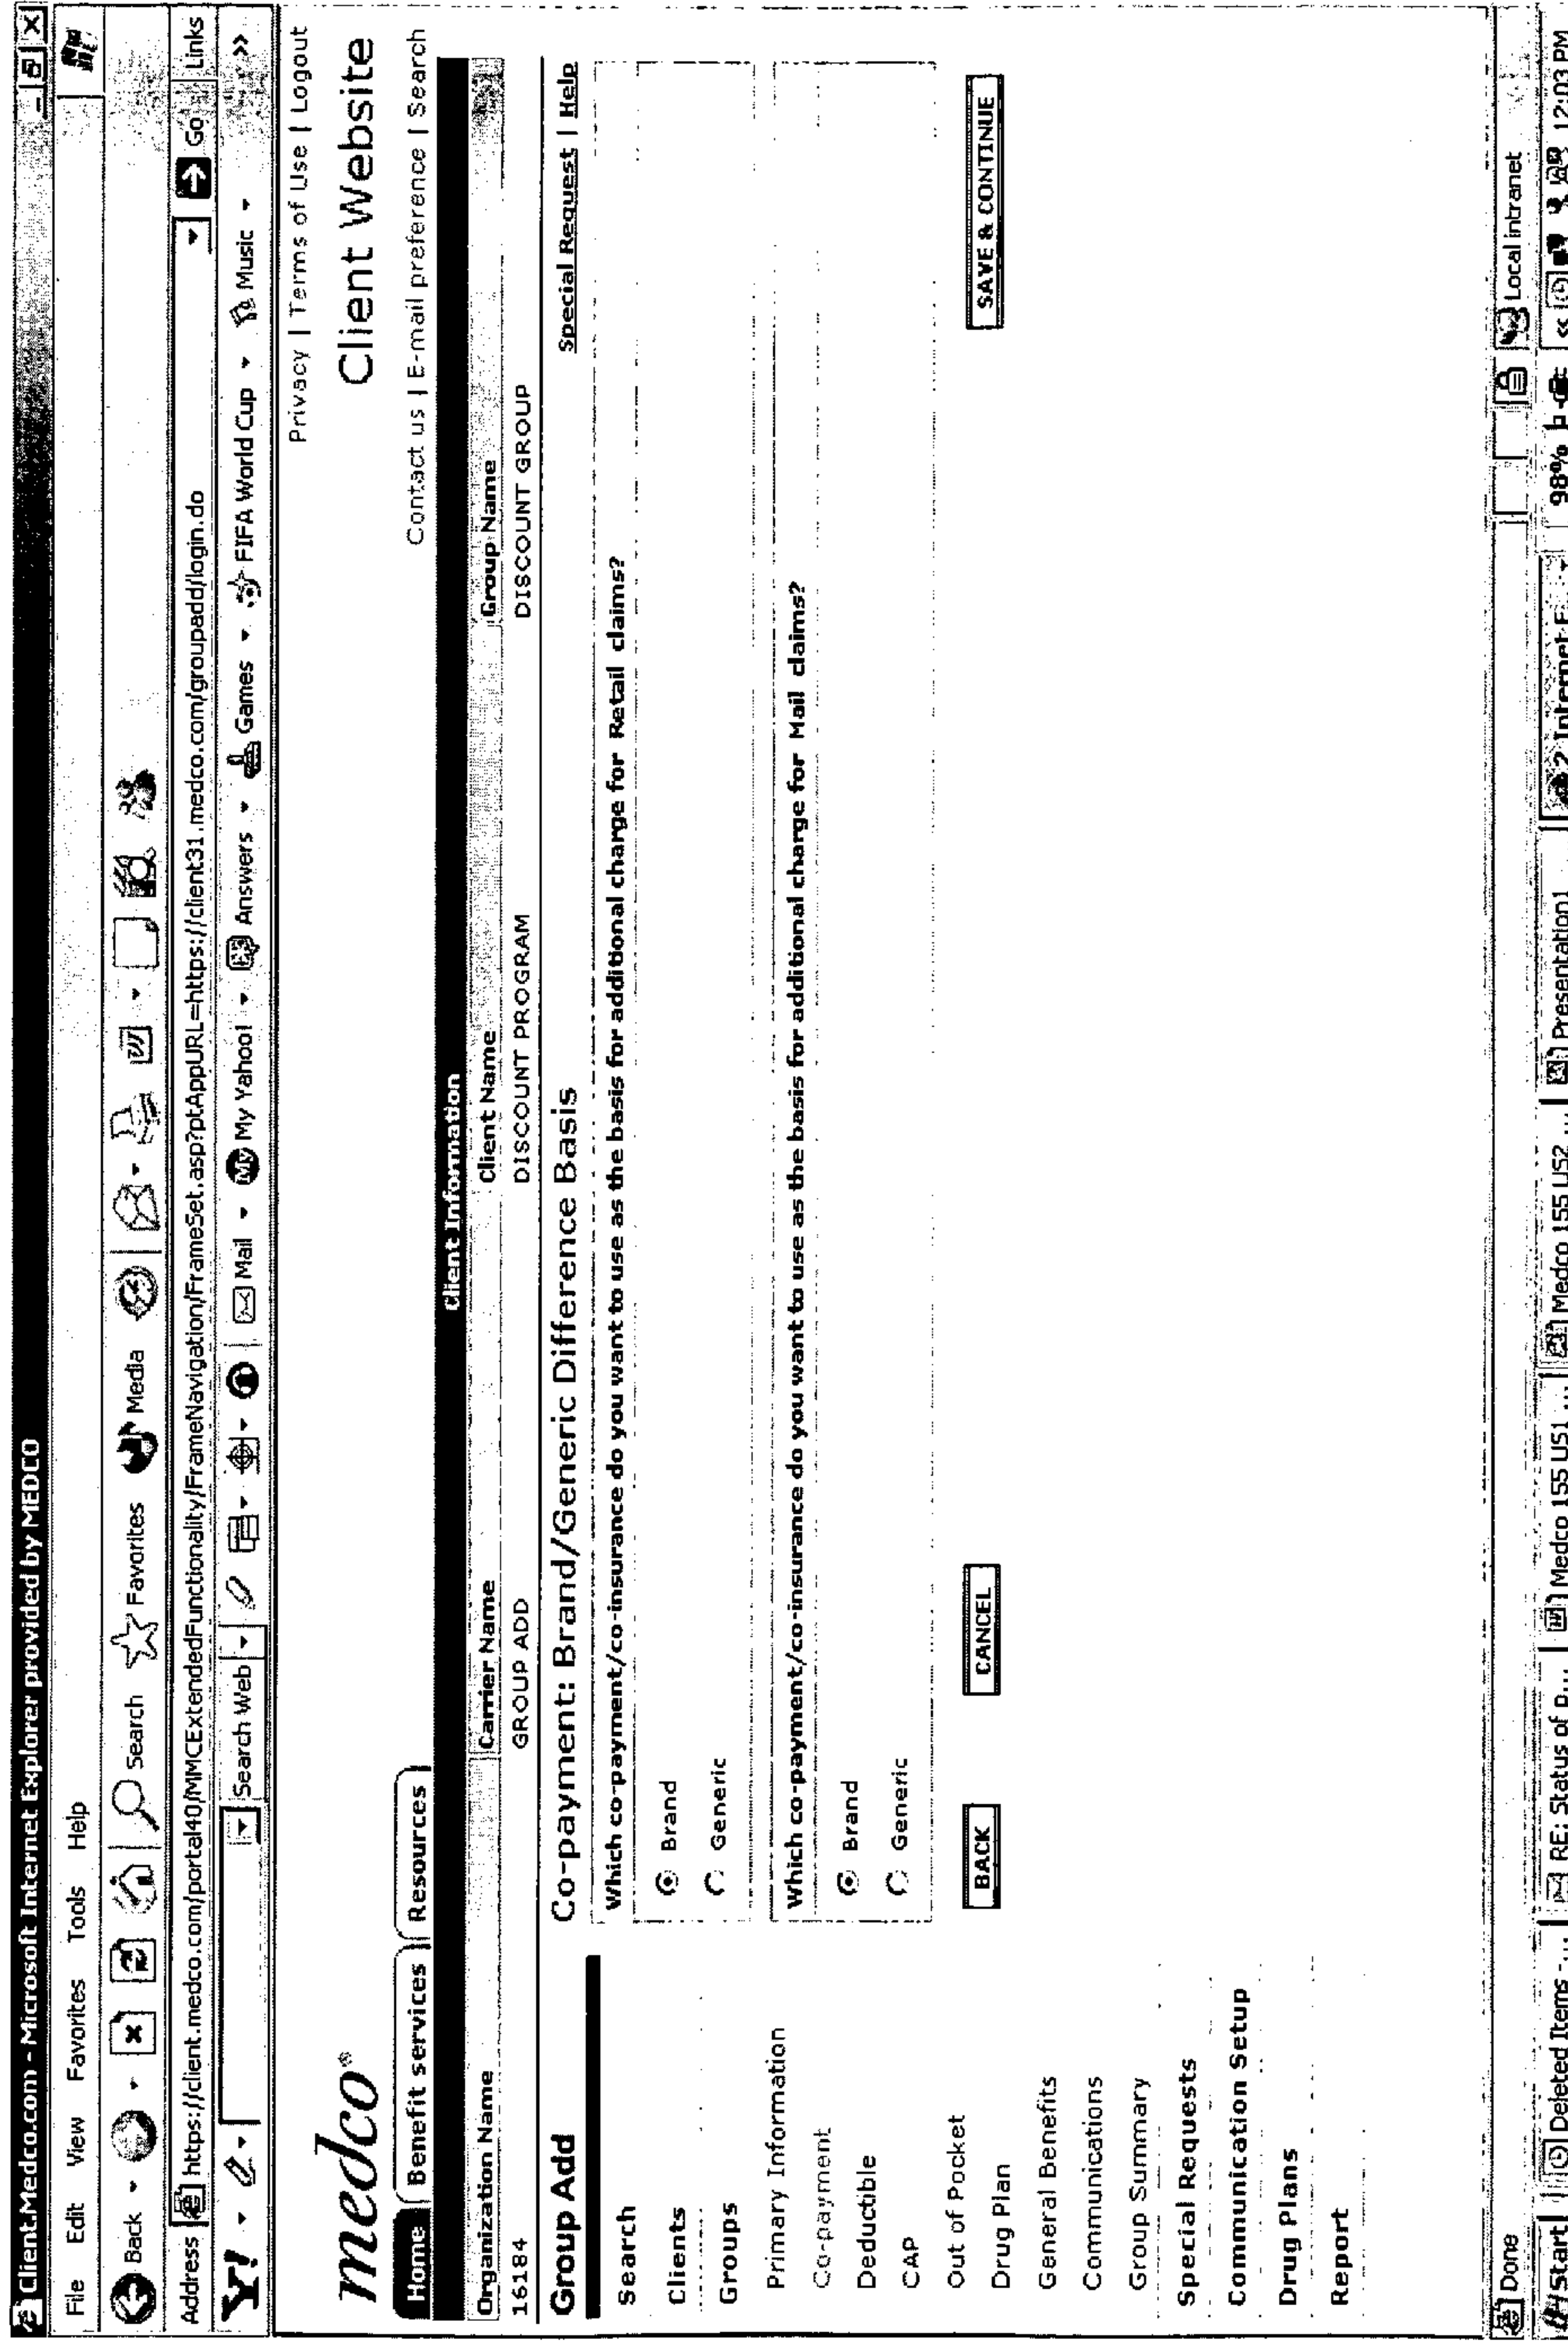 Client.Medco.com - Microsoft Internet Explorer provided by MEDCO
File Edit View Favorites Tools Help
Back Search Favorites Media
Address https://client.medco.com/portal40/MMCExtendedFunctionality/FrameNavigation/FrameSet.asp?ptAppURL=https://client31.medco.com/groupadd/login.do Go Links
Y! Search Web Mail My Yahoo! Answers Games FIFA World Cup Music >>
Privacy | Terms of Use | Logout
medco® Client Website
Home Benefit services Resources Contact us | E-mail preference | Search
Client Information
Organization Name Carrier Name Client Name Group Name
16184 GROUP ADD DISCOUNT PROGRAM DISCOUNT GROUP
Group Add
Search
Clients
Groups
Primary Information
Co-payment
Deductible
CAP
Out of Pocket
Drug Plan
General Benefits
Communications
Group Summary
Special Requests
Communication Setup
Drug Plans
Report
Co-payment: Brand/Generic Difference Basis Special Request | Help
Which co-payment/co-insurance do you want to use as the basis for additional charge for Retail claims?
Brand
Generic
Which co-payment/co-insurance do you want to use as the basis for additional charge for Mail claims?
Brand
Generic
BACK CANCEL SAVE & CONTINUE
Done Local intranet
Start Deleted Items -... RE: Status of p... Medco 155 US1 ... Medco 155 US2 ... Presentation1 2 Internet E 98% 12:03 PM